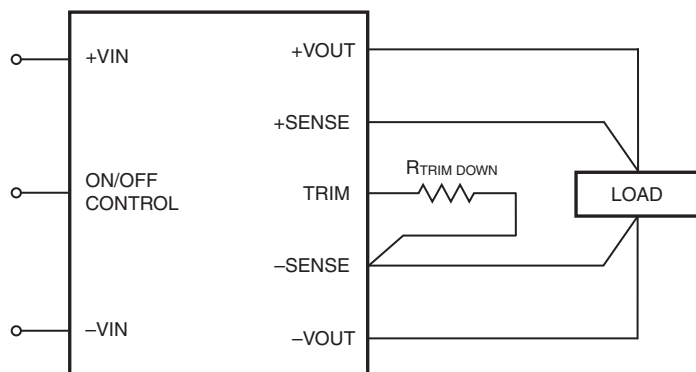 +VIN
ON/OFF
CONTROL
–VIN
+VOUT
+SENSE
TRIM
–SENSE
–VOUT
RTRIM DOWN
LOAD